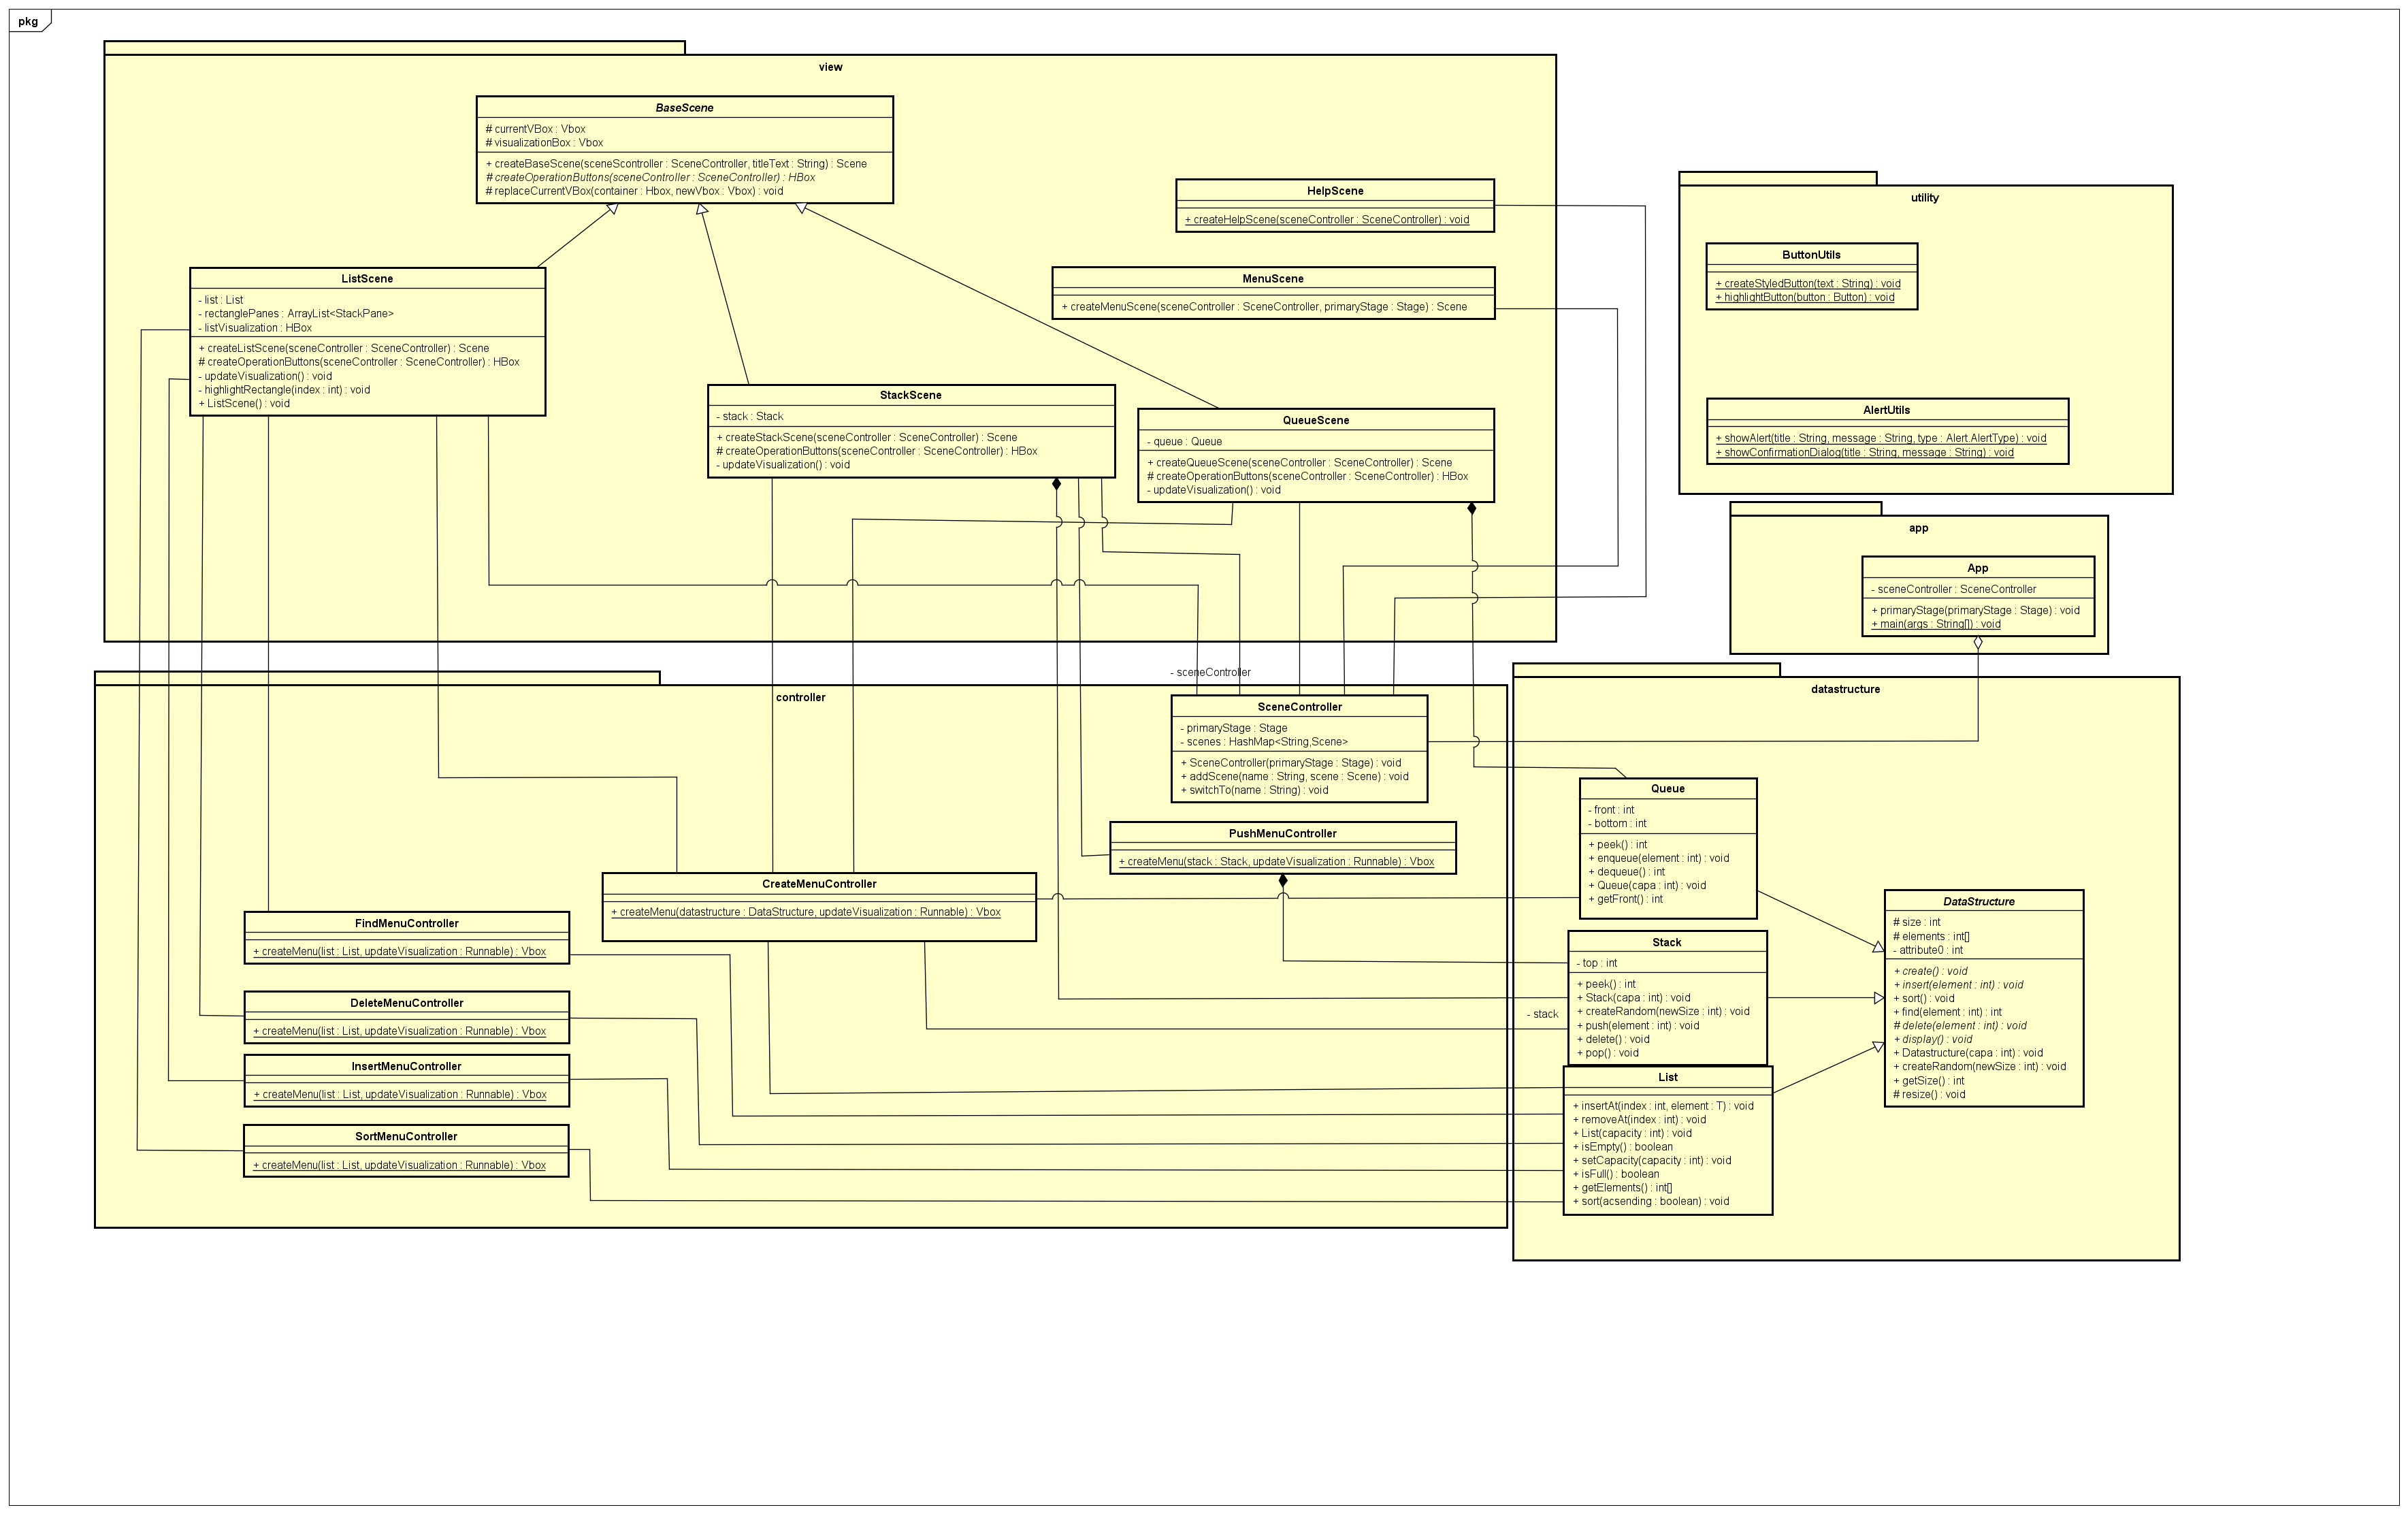 pkg
view
BaseScene
# currentVBox : Vbox
# visualizationBox : Vbox
+ createBaseScene(sceneScontroller : SceneController, titleText : String) : Scene
# createOperationButtons(sceneController : SceneController) : HBox
# replaceCurrentVBox(container : Hbox, newVbox : Vbox) : void
HelpScene
+ createHelpScene(sceneController : SceneController) : void
MenuScene
+ createMenuScene(sceneController : SceneController, primaryStage : Stage) : Scene
ListScene
- list : List
- rectanglePanes : ArrayList<StackPane>
- listVisualization : HBox
+ createListScene(sceneController : SceneController) : Scene
# createOperationButtons(sceneController : SceneController) : HBox
- updateVisualization() : void
- highlightRectangle(index : int) : void
+ ListScene() : void
StackScene
- stack : Stack
+ createStackScene(sceneController : SceneController) : Scene
# createOperationButtons(sceneController : SceneController) : HBox
- updateVisualization() : void
QueueScene
- queue : Queue
+ createQueueScene(sceneController : SceneController) : Scene
# createOperationButtons(sceneController : SceneController) : HBox
- updateVisualization() : void
utility
ButtonUtils
+ createStyledButton(text : String) : void
+ highlightButton(button : Button) : void
AlertUtils
+ showAlert(title : String, message : String, type : Alert.AlertType) : void
+ showConfirmationDialog(title : String, message : String) : void
app
App
- sceneController : SceneController
+ primaryStage(primaryStage : Stage) : void
+ main(args : String[]) : void
- sceneController
controller
SceneController
- primaryStage : Stage
- scenes : HashMap<String,Scene>
+ SceneController(primaryStage : Stage) : void
+ addScene(name : String, scene : Scene) : void
+ switchTo(name : String) : void
PushMenuController
+ createMenu(stack : Stack, updateVisualization : Runnable) : Vbox
CreateMenuController
+ createMenu(datastructure : DataStructure, updateVisualization : Runnable) : Vbox
FindMenuController
+ createMenu(list : List, updateVisualization : Runnable) : Vbox
DeleteMenuController
+ createMenu(list : List, updateVisualization : Runnable) : Vbox
InsertMenuController
+ createMenu(list : List, updateVisualization : Runnable) : Vbox
SortMenuController
+ createMenu(list : List, updateVisualization : Runnable) : Vbox
datastructure
Queue
- front : int
- bottom : int
+ peek() : int
+ enqueue(element : int) : void
+ dequeue() : int
+ Queue(capa : int) : void
+ getFront() : int
Stack
- top : int
+ peek() : int
+ Stack(capa : int) : void
+ createRandom(newSize : int) : void
+ push(element : int) : void
+ delete() : void
+ pop() : void
- stack
List
+ insertAt(index : int, element : T) : void
+ removeAt(index : int) : void
+ List(capacity : int) : void
+ isEmpty() : boolean
+ setCapacity(capacity : int) : void
+ isFull() : boolean
+ getElements() : int[]
+ sort(acsending : boolean) : void
DataStructure
# size : int
# elements : int[]
- attribute0 : int
+ create() : void
+ insert(element : int) : void
+ sort() : void
+ find(element : int) : int
# delete(element : int) : void
+ display() : void
+ Datastructure(capa : int) : void
+ createRandom(newSize : int) : void
+ getSize() : int
# resize() : void